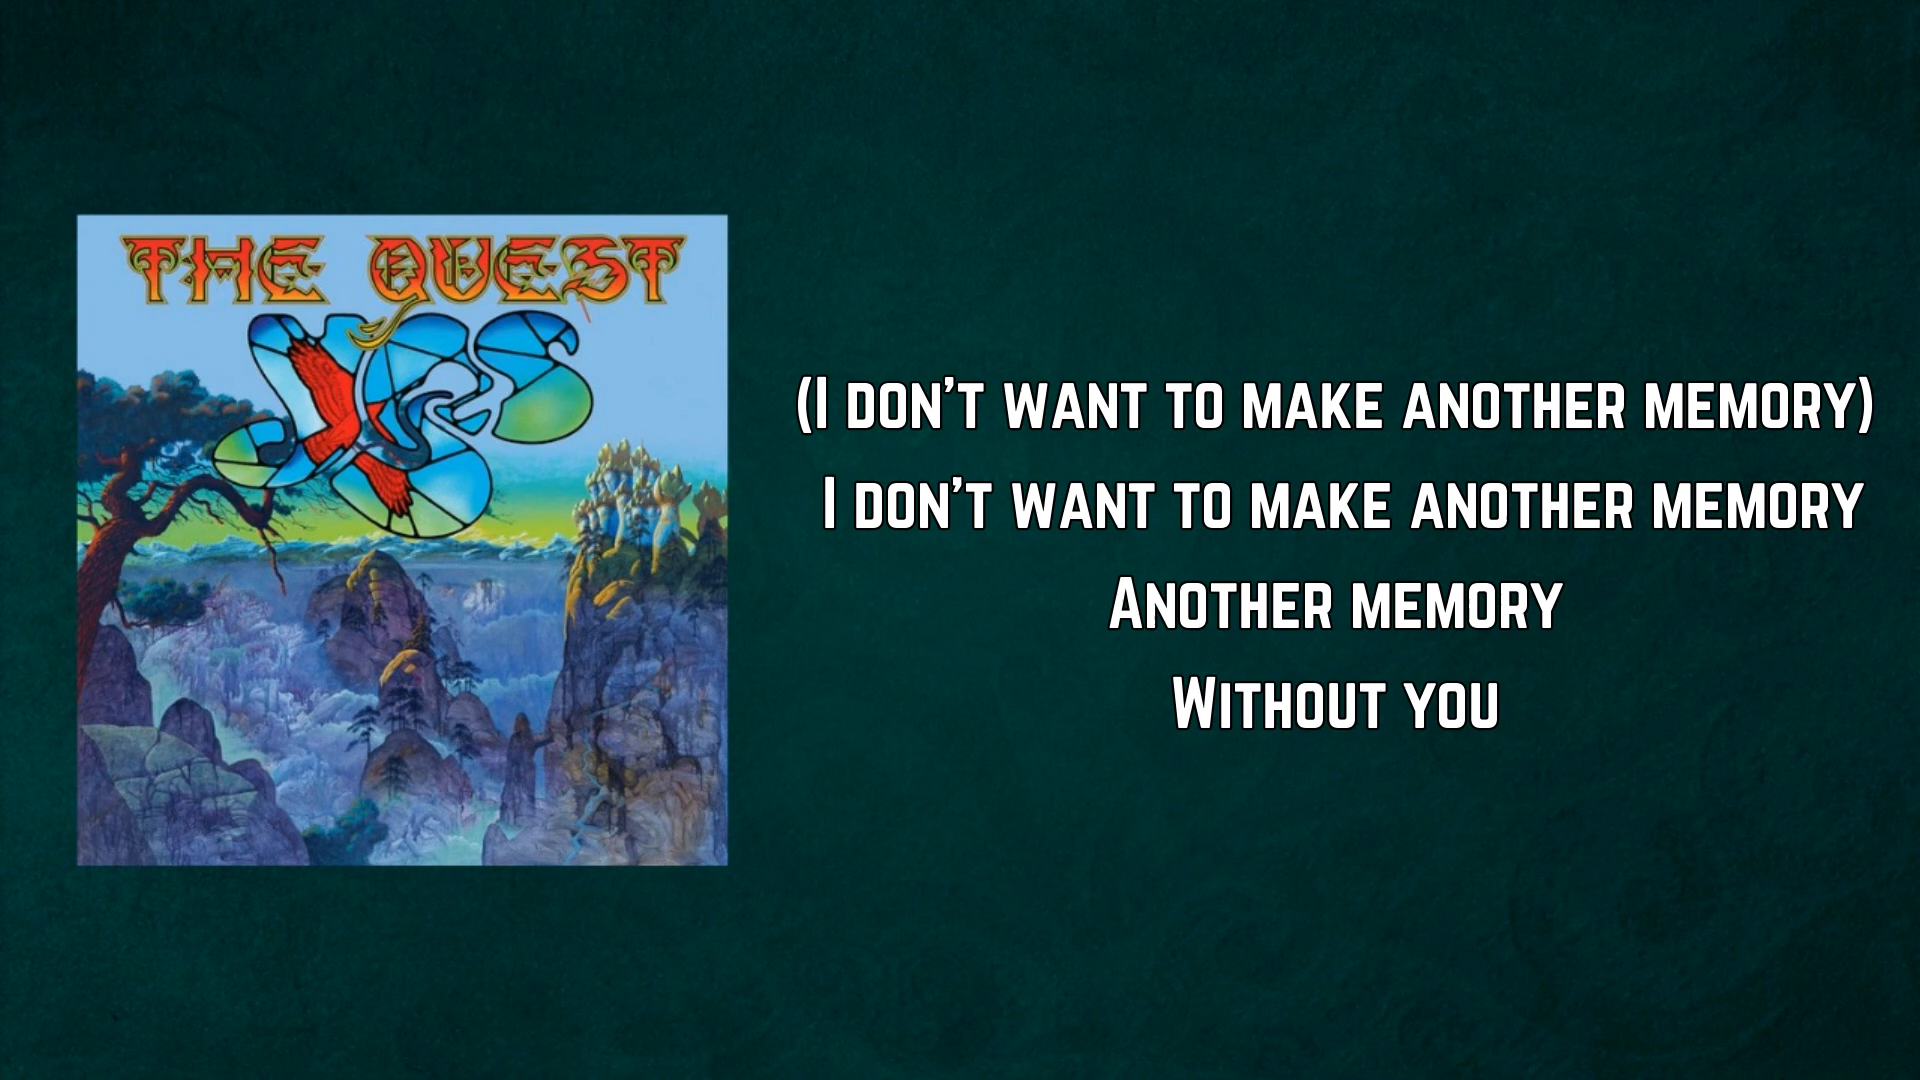 THE QUEST
YES
(I DON'T WANT TO MAKE ANOTHER MEMORY)
I DON'T WANT TO MAKE ANOTHER MEMORY
ANOTHER MEMORY
WITHOUT YOU